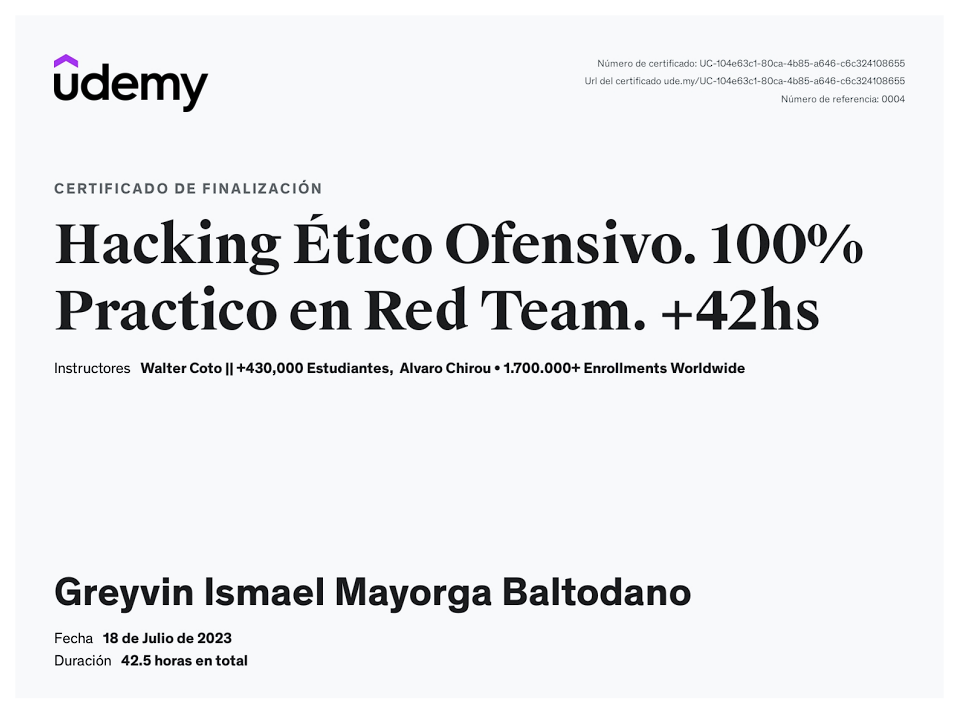 udemy
Número de certificado: UC-104e63c1-80ca-4b85-a646-c6c324108655
Url del certificado ude.my/UC-104e63c1-80ca-4b85-a646-c6c324108655
Número de referencia: 0004
CERTIFICADO DE FINALIZACIÓN
Hacking Ético Ofensivo. 100%
Practico en Red Team. +42hs
Instructores Walter Coto || +430,000 Estudiantes, Alvaro Chirou • 1.700.000+ Enrollments Worldwide
Greyvin Ismael Mayorga Baltodano
Fecha 18 de Julio de 2023
Duración 42.5 horas en total